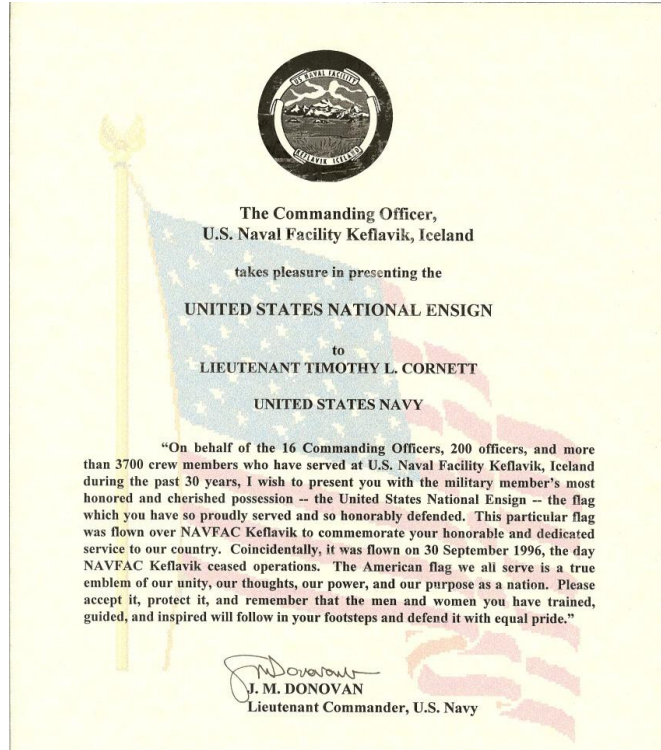 US NAVAL FACILITY
KEFLAVIK ICELAND
The Commanding Officer,
U.S. Naval Facility Keflavik, Iceland
takes pleasure in presenting the
UNITED STATES NATIONAL ENSIGN
to
LIEUTENANT TIMOTHY L. CORNETT
UNITED STATES NAVY
“On behalf of the 16 Commanding Officers, 200 officers, and more
than 3700 crew members who have served at U.S. Naval Facility Keflavik, Iceland
during the past 30 years, I wish to present you with the military member’s most
honored and cherished possession -- the United States National Ensign -- the flag
which you have so proudly served and so honorably defended. This particular flag
was flown over NAVFAC Keflavik to commemorate your honorable and dedicated
service to our country. Coincidentally, it was flown on 30 September 1996, the day
NAVFAC Keflavik ceased operations. The American flag we all serve is a true
emblem of our unity, our thoughts, our power, and our purpose as a nation. Please
accept it, protect it, and remember that the men and women you have trained,
guided, and inspired will follow in your footsteps and defend it with equal pride.”
JMDonovan
J. M. DONOVAN
Lieutenant Commander, U.S. Navy